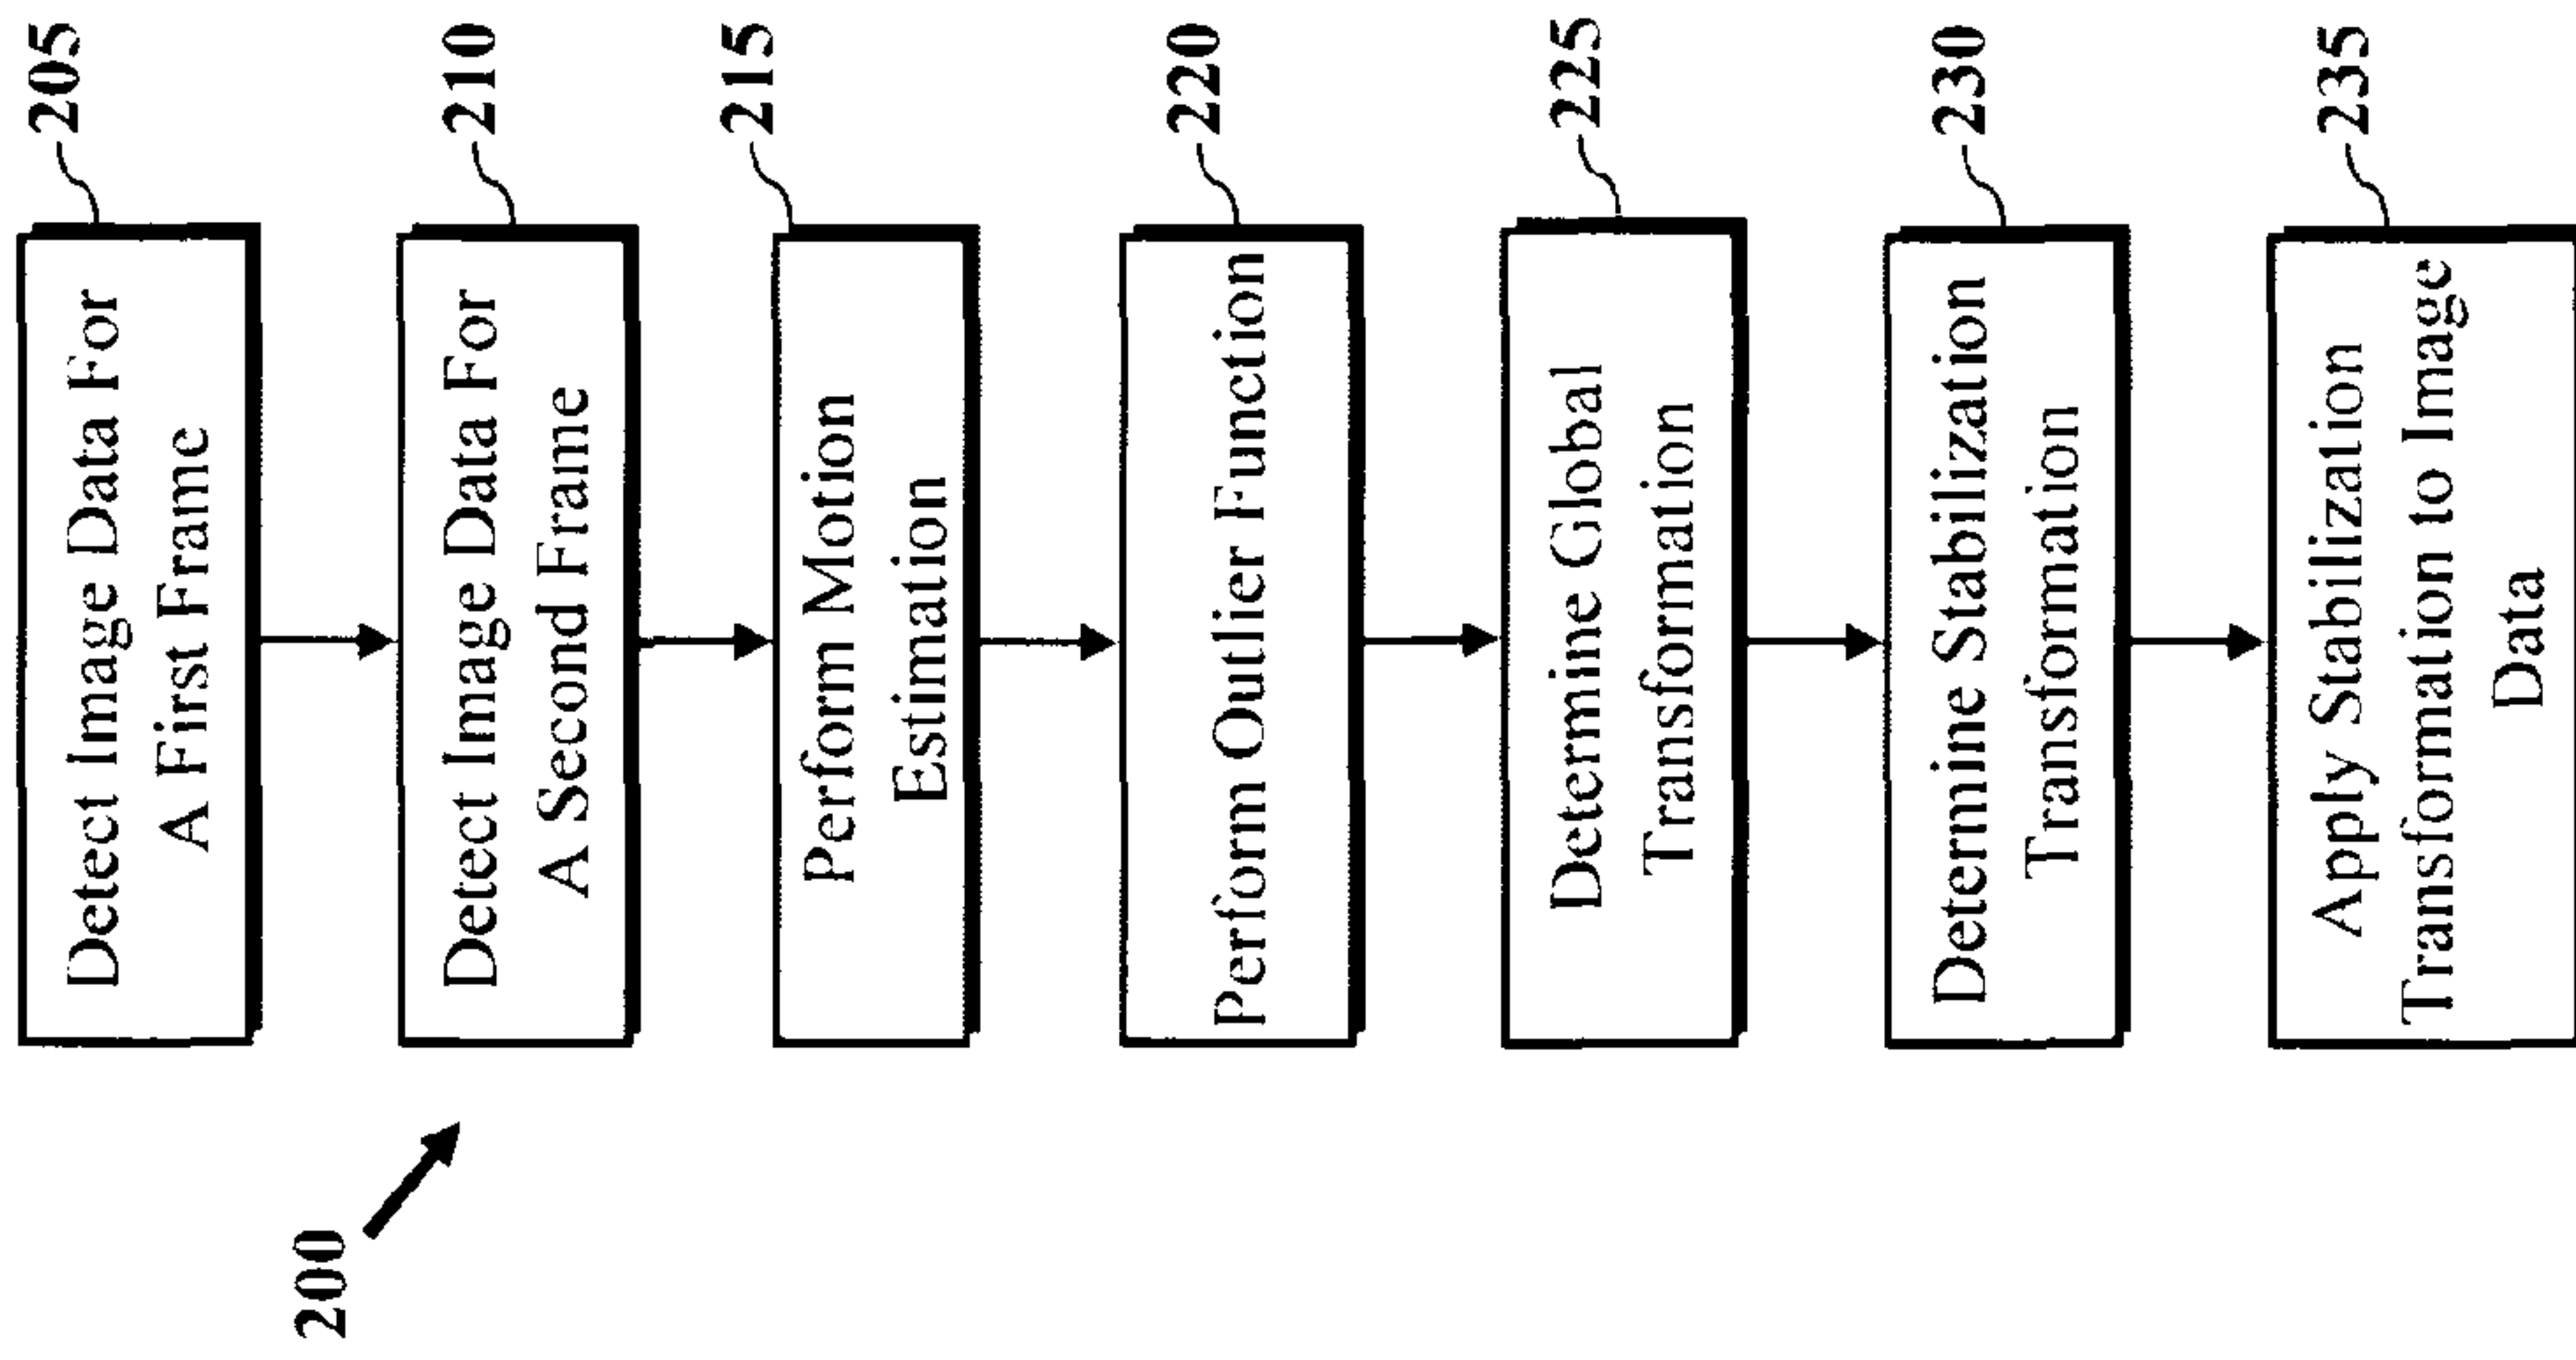 200
Detect Image Data For
A First Frame
205
Detect Image Data For
A Second Frame
210
Perform Motion
Estimation
215
Perform Outlier Function
220
Determine Global
Transformation
225
Determine Stabilization
Transformation
230
Apply Stabilization
Transformation to Image
Data
235